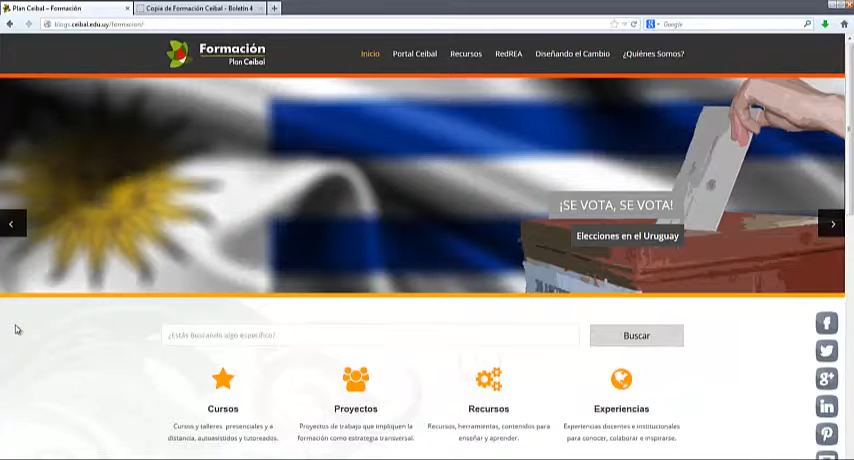 Plan Ceibal – Formación
Copia de Formación Ceibal - Boletín 4
blogs.ceibal.edu.uy/formacion/
Google
Formación
Plan Ceibal
Inicio
Portal Ceibal
Recursos
RedREA
Diseñando el Cambio
¿Quiénes Somos?
¡SE VOTA, SE VOTA!
Elecciones en el Uruguay
¿Estás Buscando algo específico?
Buscar
Cursos
Cursos y talleres presenciales y a
distancia, autoasistidos y tutoreados.
Proyectos
Proyectos de trabajo que impliquen la
formación como estrategia transversal.
Recursos
Recursos, herramientas, contenidos para
enseñar y aprender.
Experiencias
Experiencias docentes e institucionales
para conocer, colaborar e inspirarse.